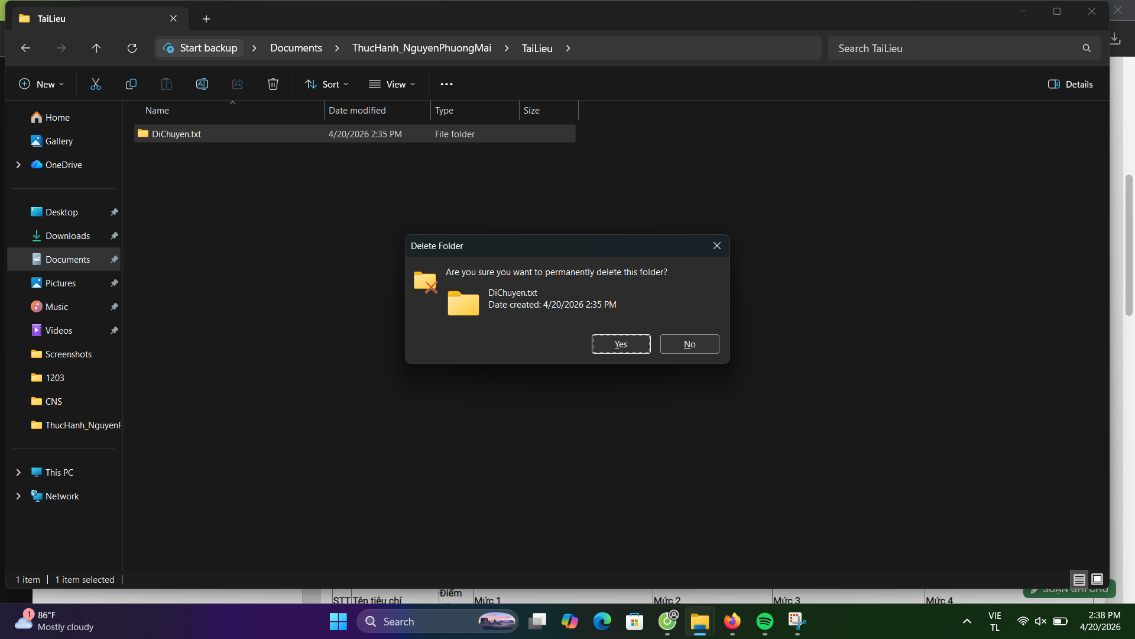 TaiLieu
Start backup
Documents
ThucHanh_NguyenPhuongMai
TaiLieu
Search TaiLieu
New
Sort
View
Details
Name
Date modified
Type
Size
DiChuyen.txt
4/20/2026 2:35 PM
File folder
Home
Gallery
OneDrive
Desktop
Downloads
Documents
Pictures
Music
Videos
Screenshots
1203
CNS
ThucHanh_NguyenP
This PC
Network
Delete Folder
Are you sure you want to permanently delete this folder?
DiChuyen.txt
Date created: 4/20/2026 2:35 PM
Yes
No
1 item
1 item selected
SOẠN GHI CHÚ
STT Tên tiêu chí
Điểm
Mức 1
Mức 2
Mức 3
Mức 4
1
86°F
Mostly cloudy
Search
VIE
TL
2:38 PM
4/20/2026